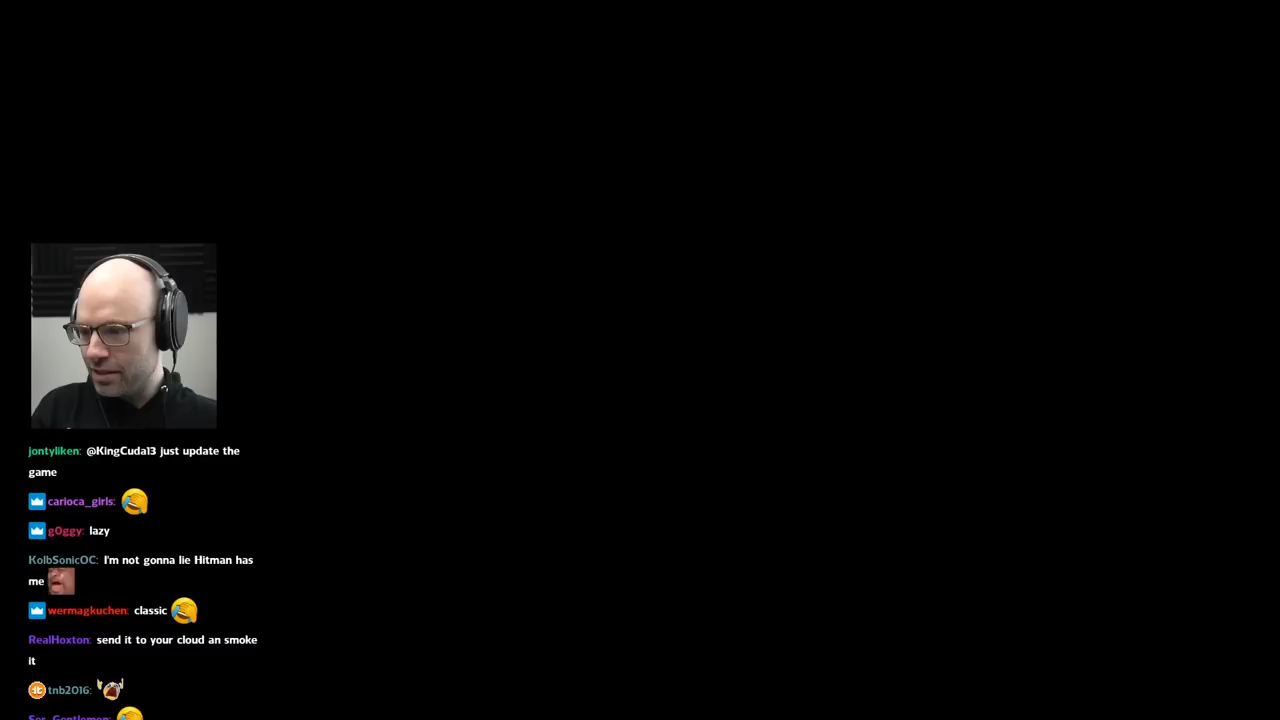 jontyliken: @KingCuda13 just update the
game
carioca_girls:
g0ggy: lazy
KolbSonicOC: I'm not gonna lie Hitman has
me
wermagkuchen: classic
RealHoxton: send it to your cloud an smoke
it
tnb2016:
Ser_Gentlemen: